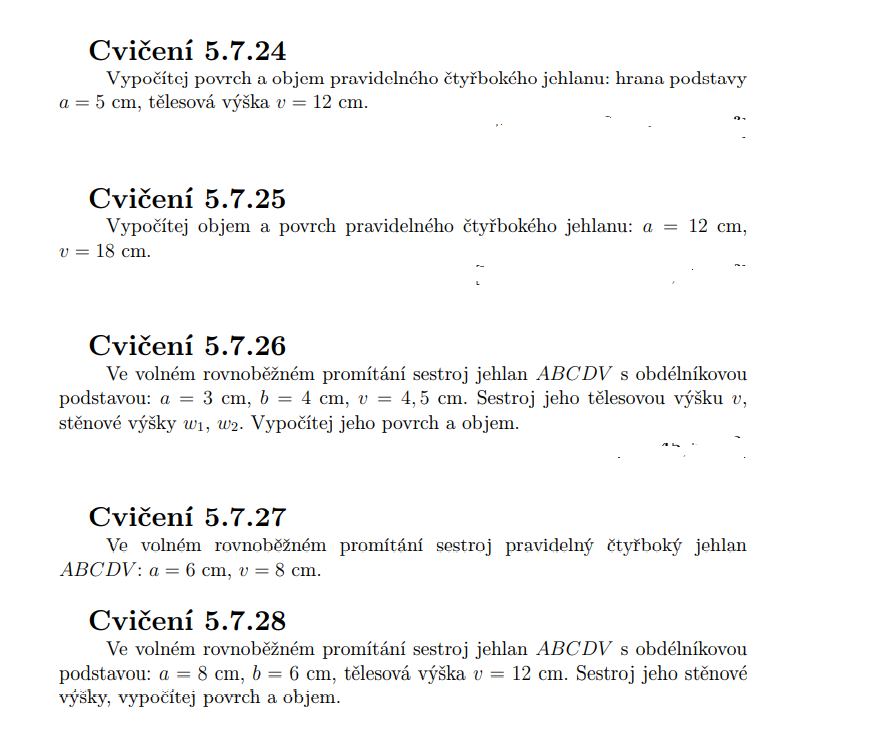 Cvičení 5.7.24
Vypočítej povrch a objem pravidelného čtyřbokého jehlanu: hrana podstavy
a = 5 cm, tělesová výška v = 12 cm.
Cvičení 5.7.25
Vypočítej objem a povrch pravidelného čtyřbokého jehlanu: a = 12 cm,
v = 18 cm.
Cvičení 5.7.26
Ve volném rovnoběžném promítání sestroj jehlan ABCDV s obdélníkovou
podstavou: a = 3 cm, b = 4 cm, v = 4,5 cm. Sestroj jeho tělesovou výšku v,
stěnové výšky w₁, w₂. Vypočítej jeho povrch a objem.
Cvičení 5.7.27
Ve volném rovnoběžném promítání sestroj pravidelný čtyřboký jehlan
ABCDV: a = 6 cm, v = 8 cm.
Cvičení 5.7.28
Ve volném rovnoběžném promítání sestroj jehlan ABCDV s obdélníkovou
podstavou: a = 8 cm, b = 6 cm, tělesová výška v = 12 cm. Sestroj jeho stěnové
výšky, vypočítej povrch a objem.